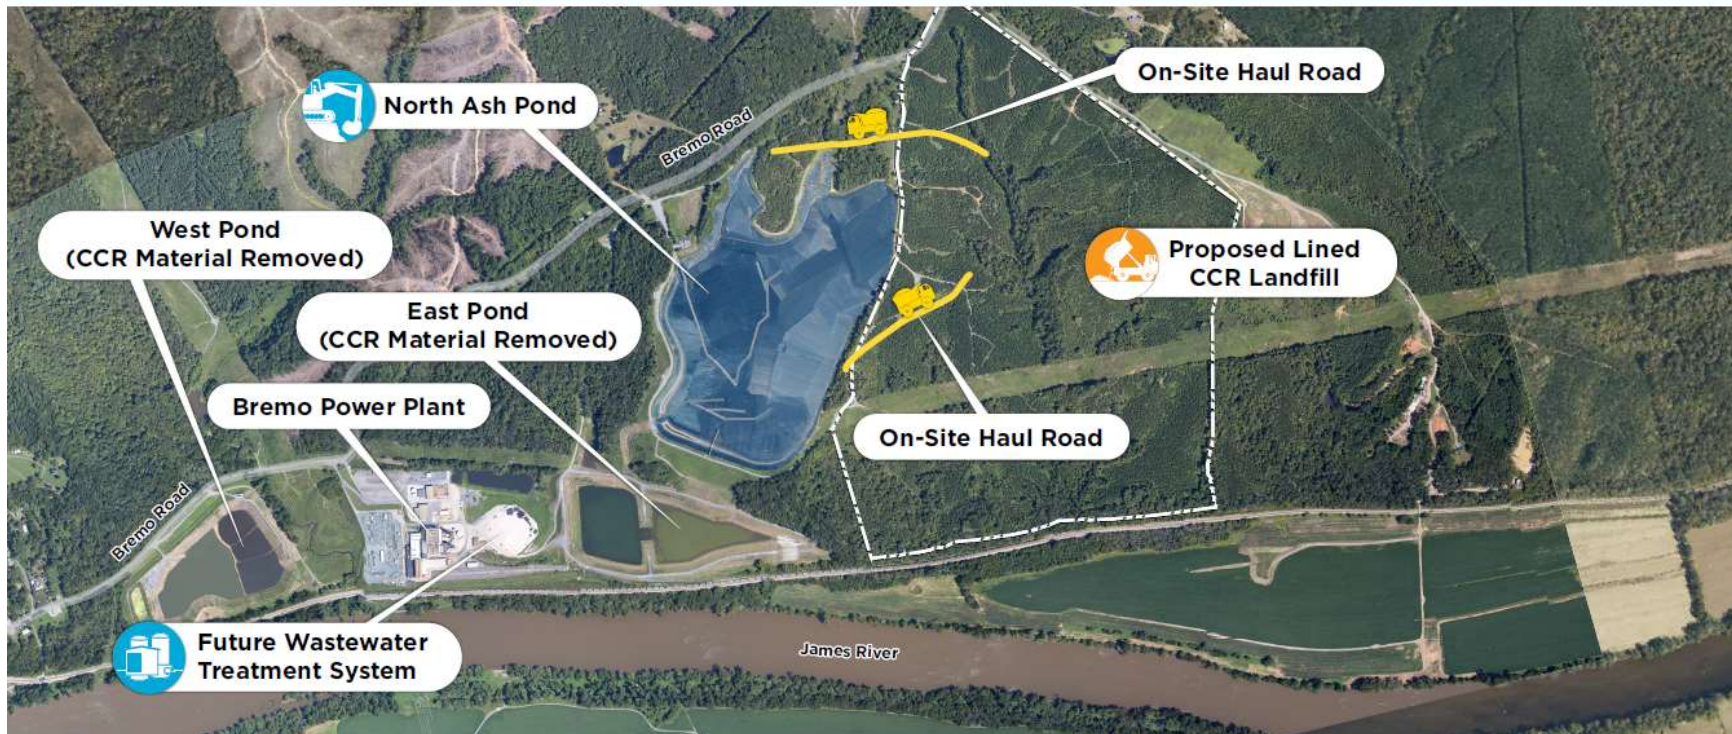 On-Site Haul Road
North Ash Pond
Bremo Road
West Pond
(CCR Material Removed)
Proposed Lined
CCR Landfill
East Pond
(CCR Material Removed)
Bremo Power Plant
On-Site Haul Road
Bremo Road
Future Wastewater
Treatment System
James River